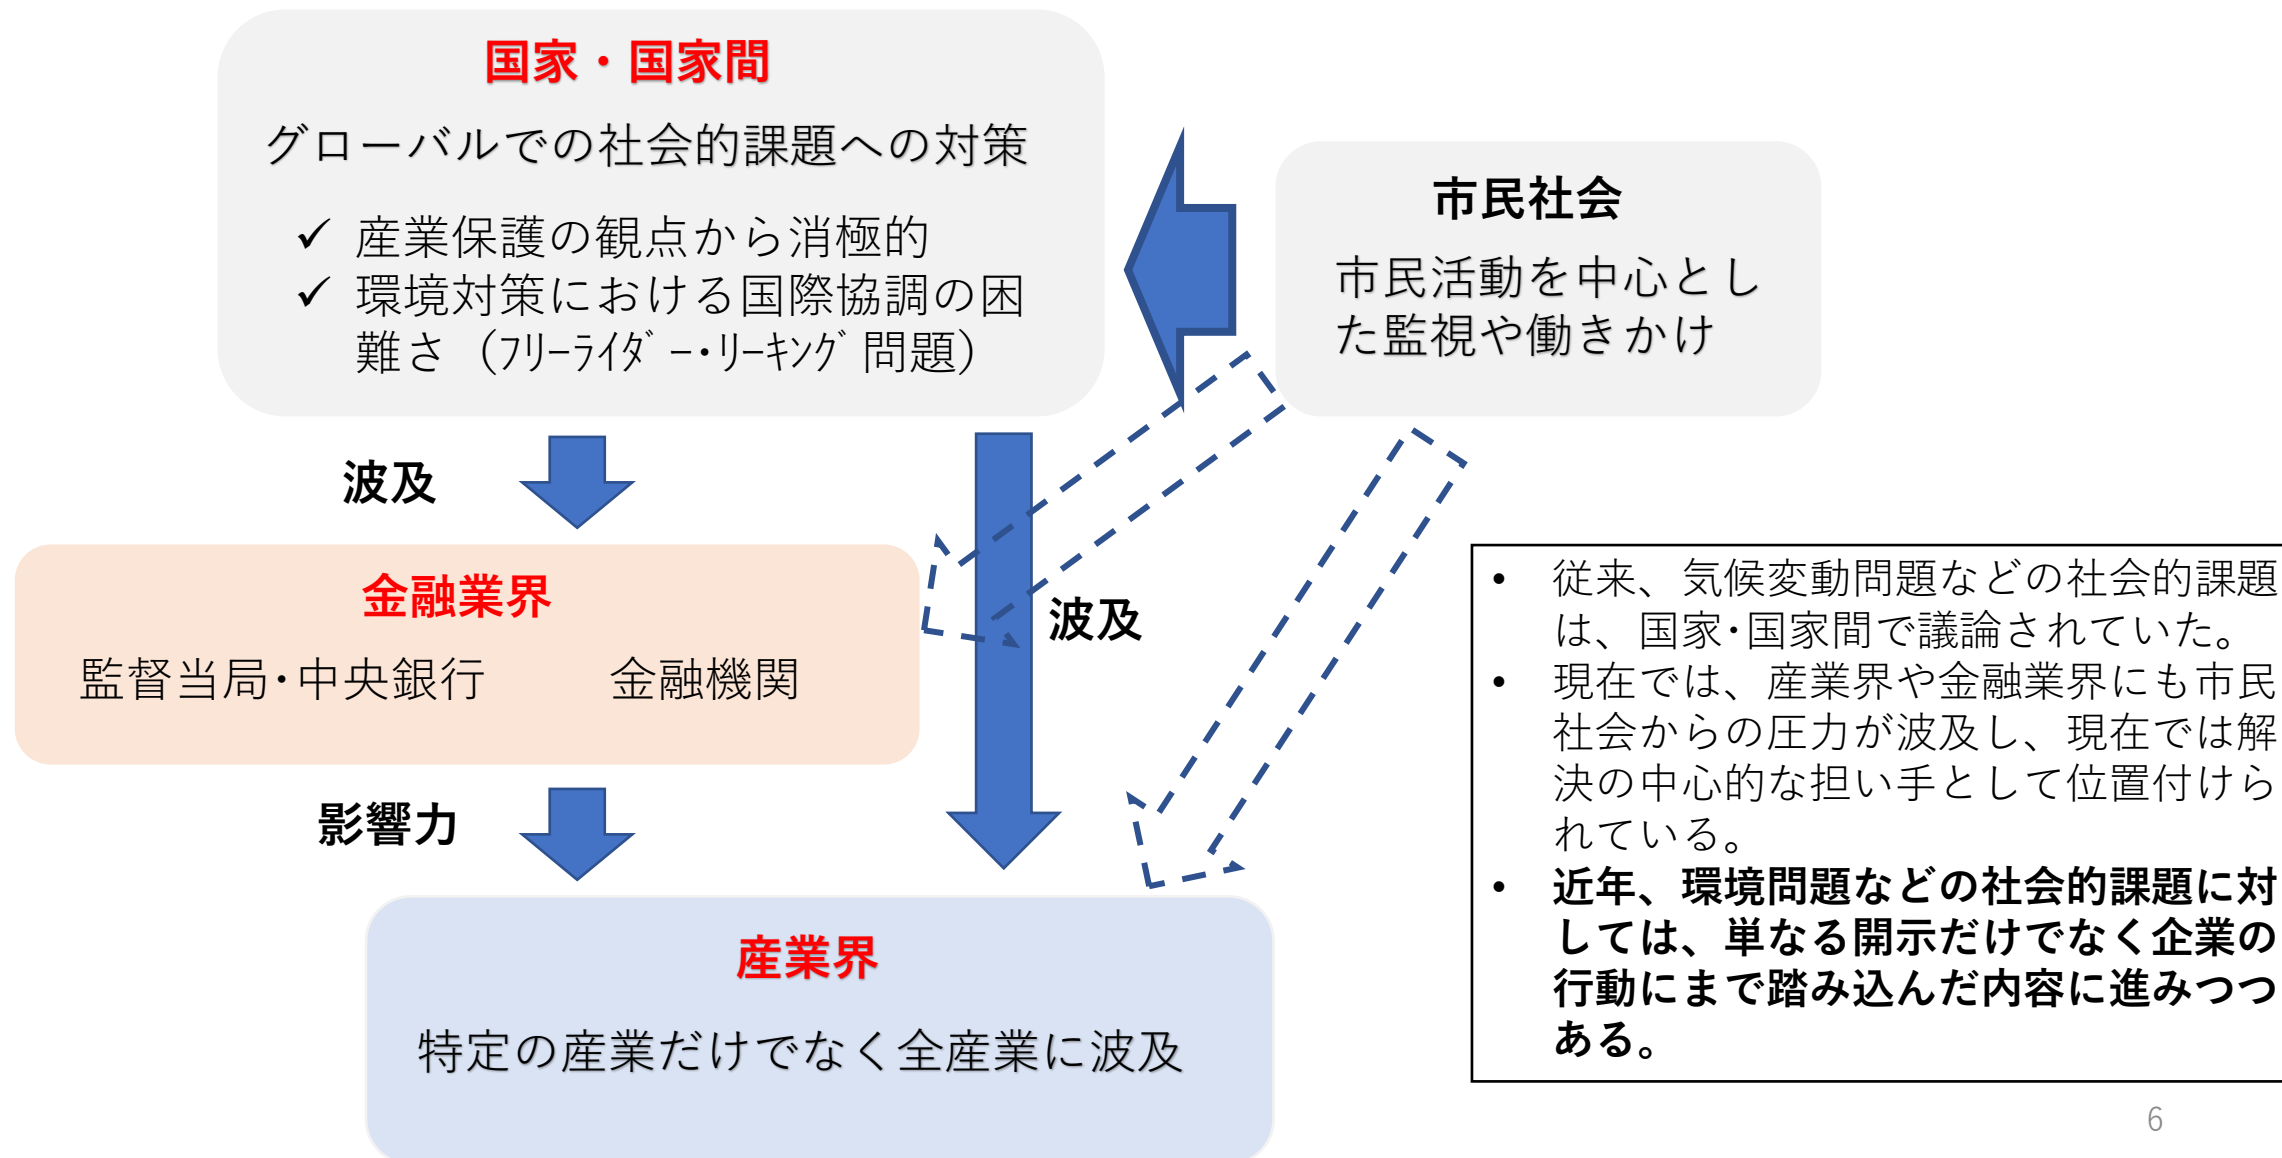 国家・国家間
グローバルでの社会的課題への対策
✓ 産業保護の観点から消極的
✓ 環境対策における国際協調の困
難さ（ﾌﾘｰﾗｲﾀﾞｰ･ﾘｰｷﾝｸﾞ問題）
市民社会
市民活動を中心とし
た監視や働きかけ
波及
金融業界
監督当局･中央銀行 金融機関
波及
影響力
産業界
特定の産業だけでなく全産業に波及
• 従来、気候変動問題などの社会的課題
は、国家･国家間で議論されていた。
• 現在では、産業界や金融業界にも市民
社会からの圧力が波及し、現在では解
決の中心的な担い手として位置付けら
れている。
• 近年、環境問題などの社会的課題に対
しては、単なる開示だけでなく企業の
行動にまで踏み込んだ内容に進みつつ
ある。
6